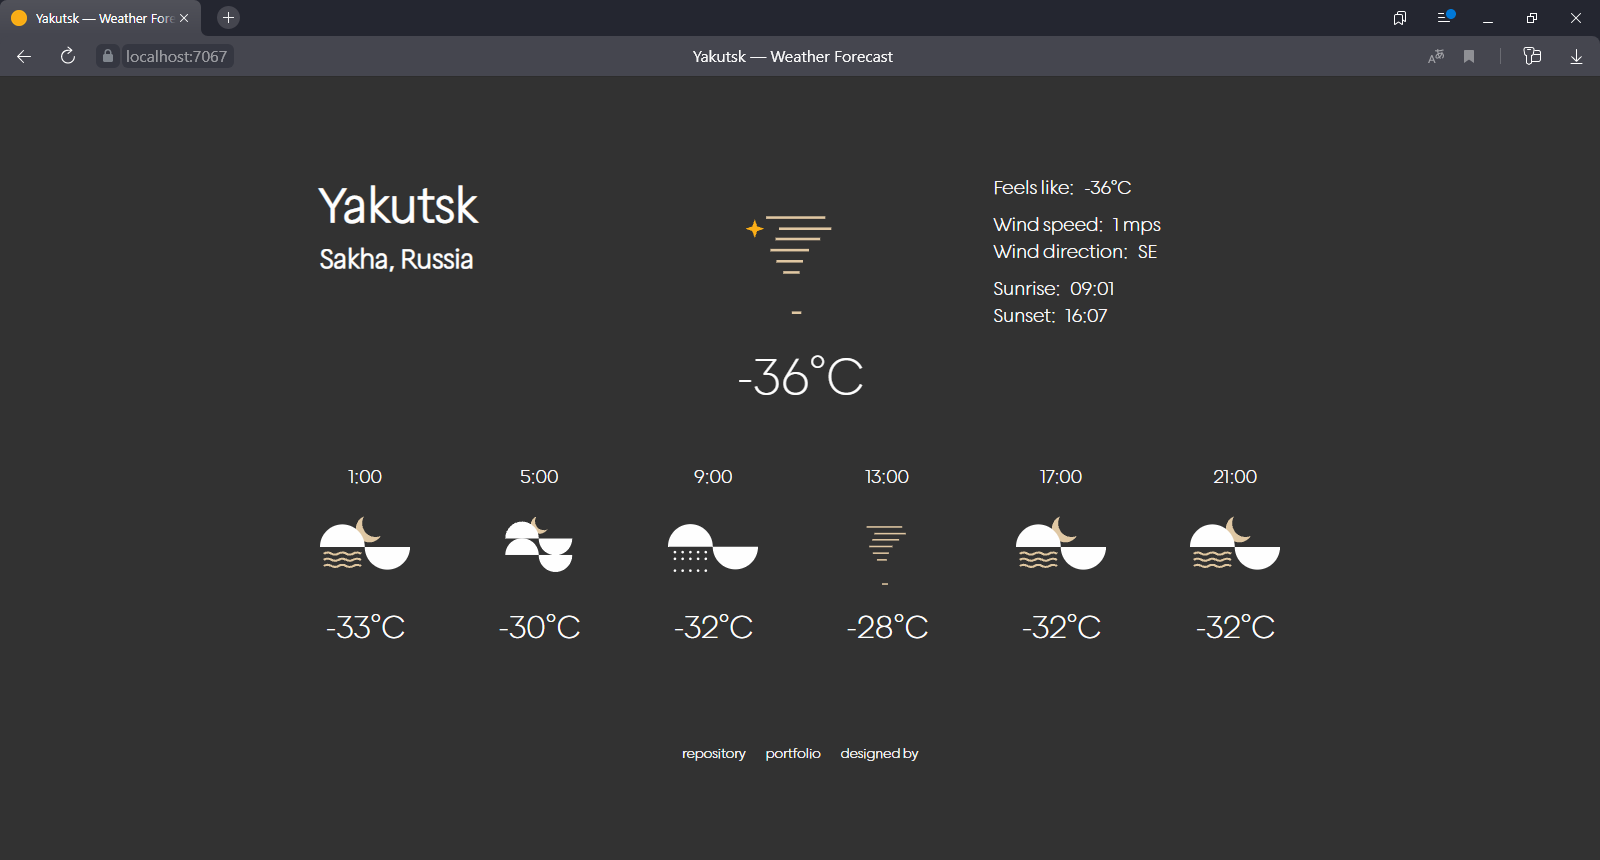 Yakutsk — Weather Fore
localhost:7067
Yakutsk — Weather Forecast
Yakutsk
Sakha, Russia
-36°C
Feels like: -36°C
Wind speed: 1 mps
Wind direction: SE
Sunrise: 09:01
Sunset: 16:07
1:00 5:00 9:00 13:00 17:00 21:00
-33°C -30°C -32°C -28°C -32°C -32°C
repository portfolio designed by